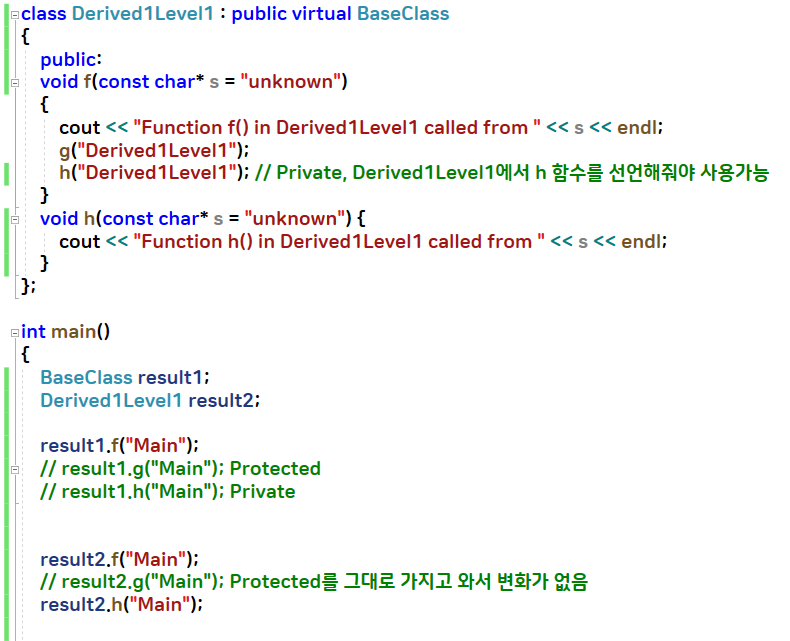 class Derived1Level1 : public virtual BaseClass
{
public:
void f(const char* s = "unknown")
{
cout << "Function f() in Derived1Level1 called from " << s << endl;
g("Derived1Level1");
h("Derived1Level1"); // Private, Derived1Level1에서 h 함수를 선언해줘야 사용가능
}
void h(const char* s = "unknown") {
cout << "Function h() in Derived1Level1 called from " << s << endl;
}
};
int main()
{
BaseClass result1;
Derived1Level1 result2;
result1.f("Main");
// result1.g("Main"); Protected
// result1.h("Main"); Private
result2.f("Main");
// result2.g("Main"); Protected를 그대로 가지고 와서 변화가 없음
result2.h("Main");